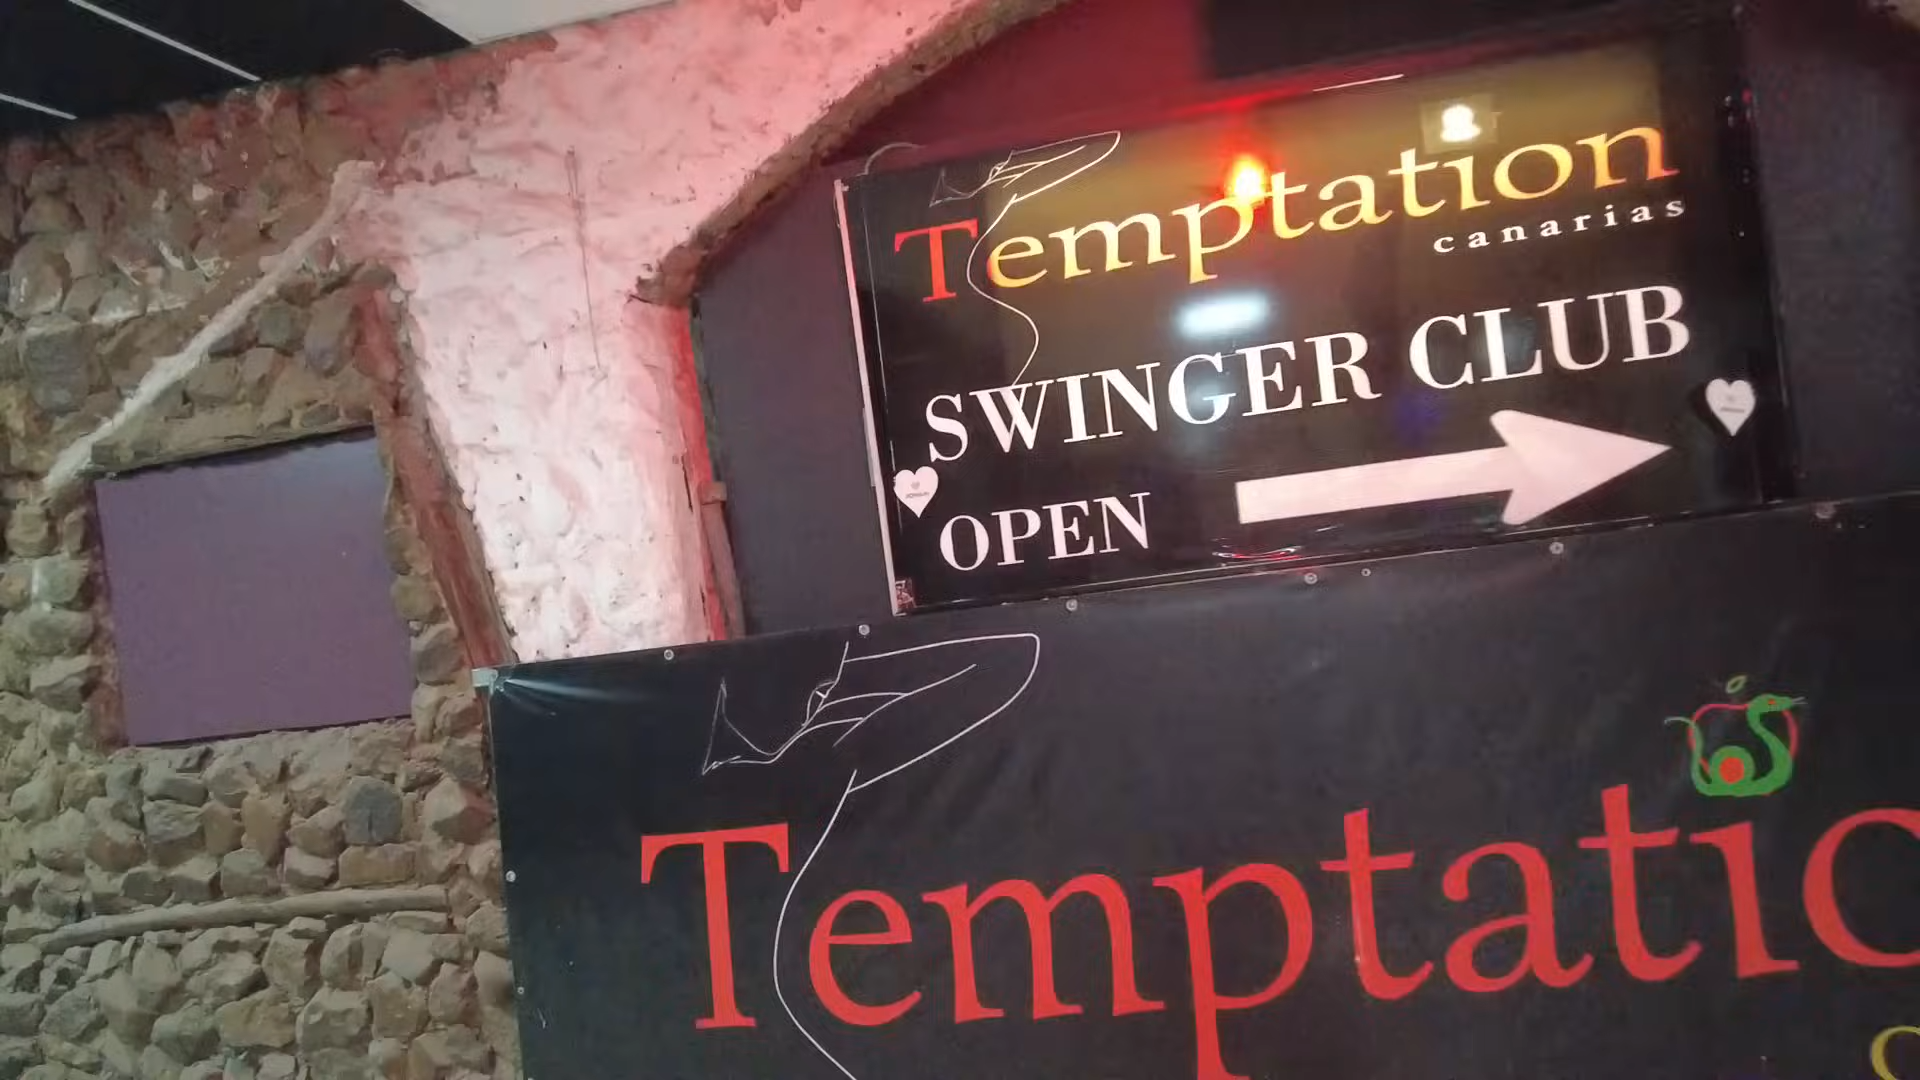 Temptation
canarias
SWINGER CLUB
OPEN
Temptatio